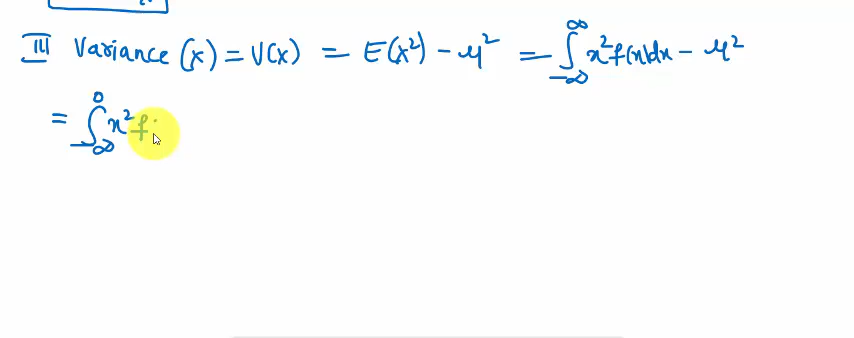 III Variance (x) = V(x) = E(x²) - μ² = ∫_{-∞}^{∞} x² f(x) dx - μ²
= ∫_{-∞}^{0} x² f